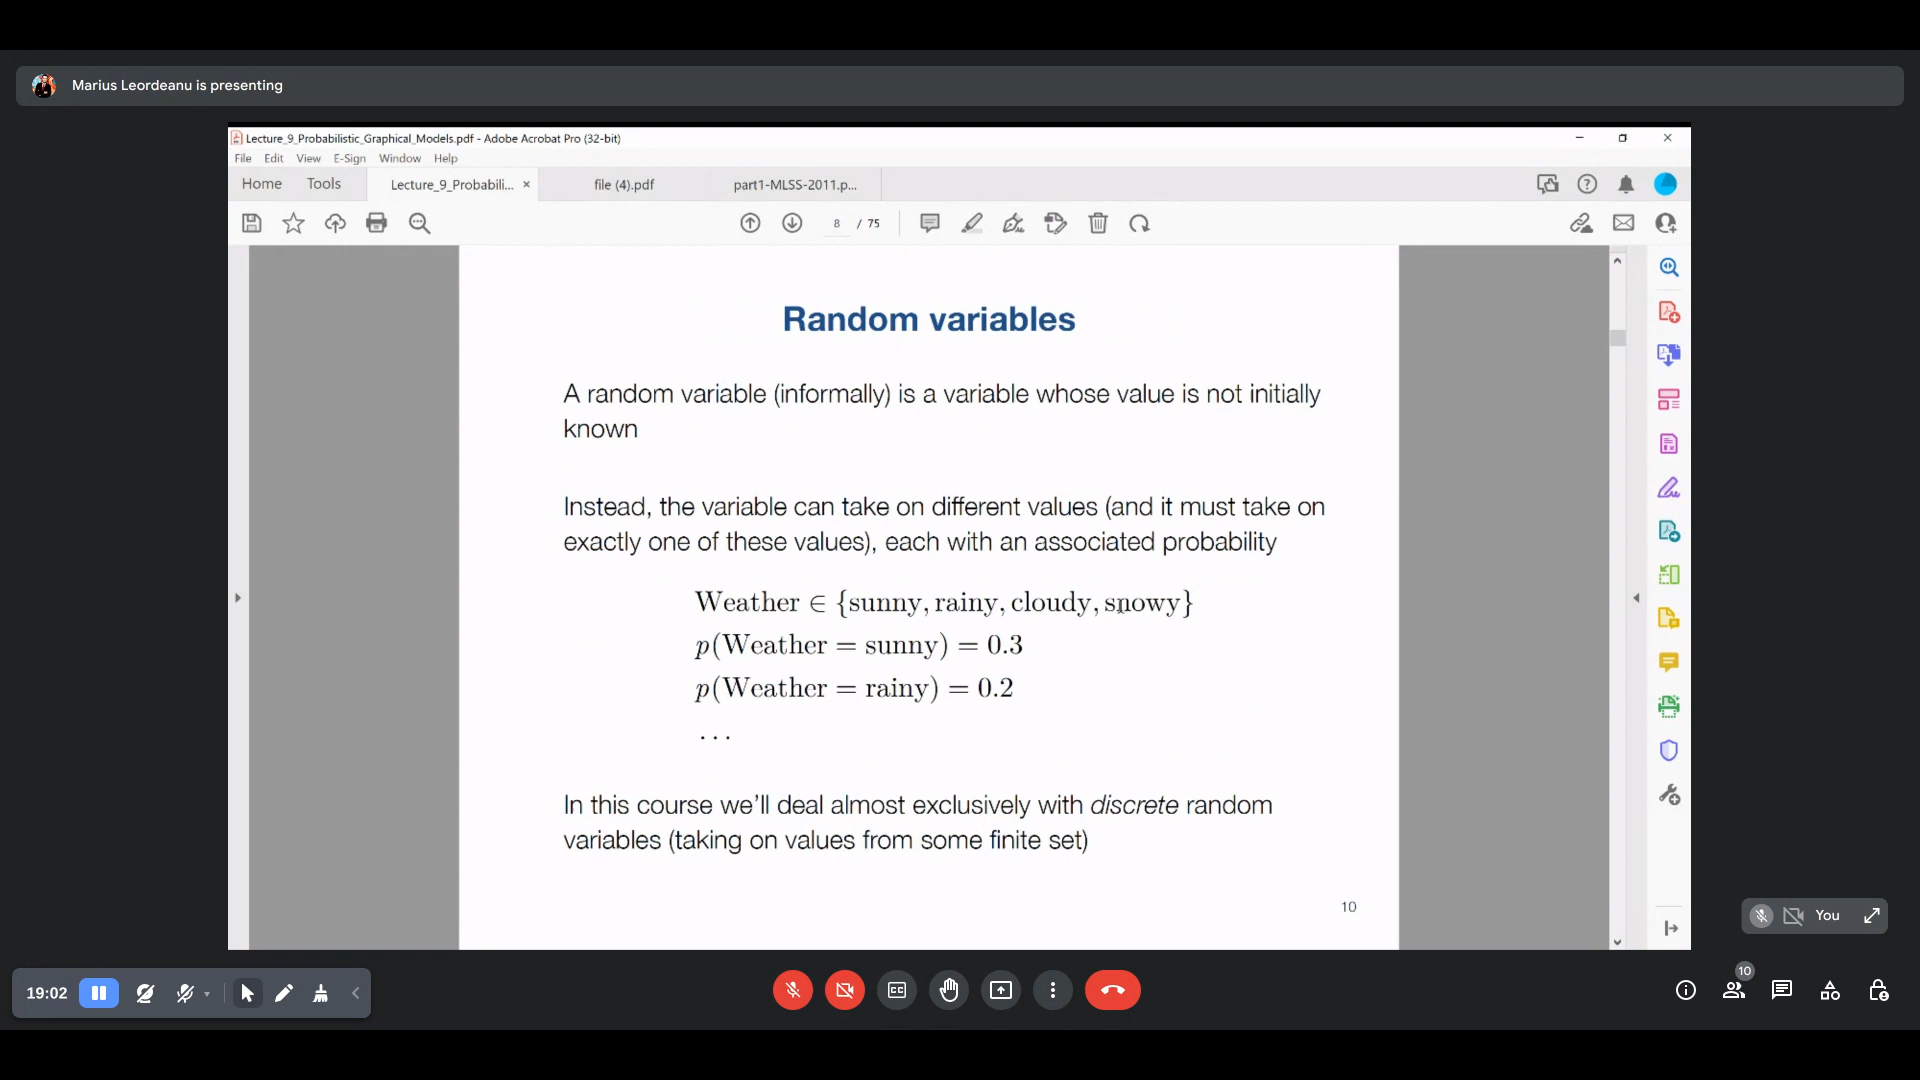 Marius Leordeanu is presenting
Lecture_9_Probabilistic_Graphical_Models.pdf - Adobe Acrobat Pro (32-bit)
File Edit View E-Sign Window Help
Home Tools Lecture_9_Probabili... × file (4).pdf part1-MLSS-2011.p...
8 / 75
Random variables
A random variable (informally) is a variable whose value is not initially
known
Instead, the variable can take on different values (and it must take on
exactly one of these values), each with an associated probability
Weather ∈ {sunny, rainy, cloudy, snowy}
p(Weather = sunny) = 0.3
p(Weather = rainy) = 0.2
...
In this course we'll deal almost exclusively with discrete random
variables (taking on values from some finite set)
10
You
19:02
10